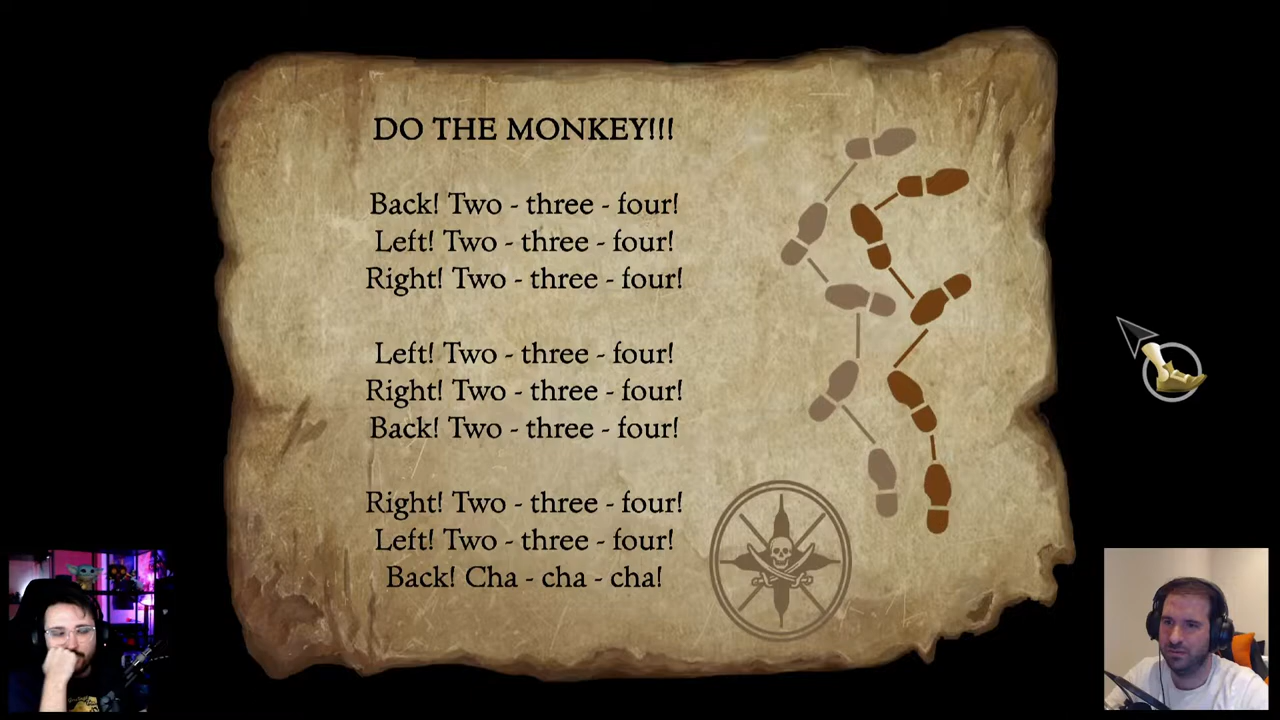 DO THE MONKEY!!!
Back! Two - three - four!
Left! Two - three - four!
Right! Two - three - four!
Left! Two - three - four!
Right! Two - three - four!
Back! Two - three - four!
Right! Two - three - four!
Left! Two - three - four!
Back! Cha - cha - cha!